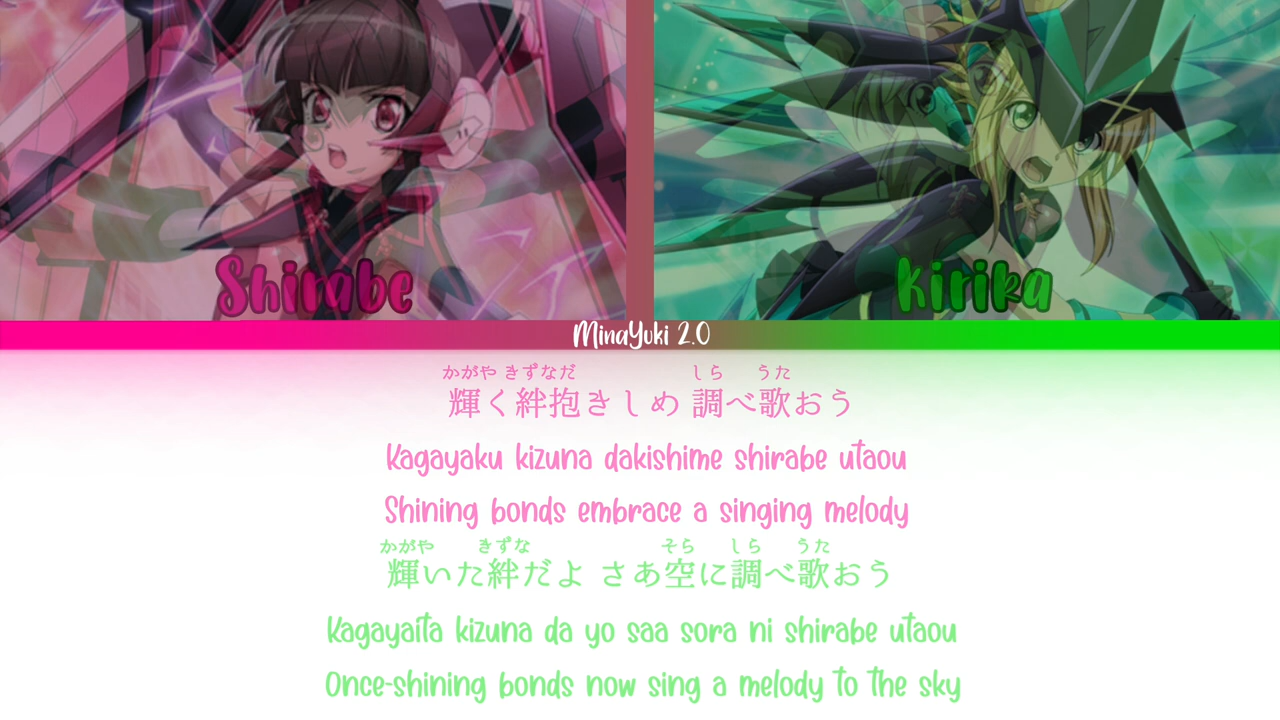 Shirabe
Kirika
MinaYuki 2.0
かがや きずなだ しら うた
輝く絆抱きしめ 調べ歌おう
Kagayaku kizuna dakishime shirabe utaou
Shining bonds embrace a singing melody
かがや きずな そら しら うた
輝いた絆だよ さあ空に調べ歌おう
Kagayaita kizuna da yo saa sora ni shirabe utaou
Once-shining bonds now sing a melody to the sky